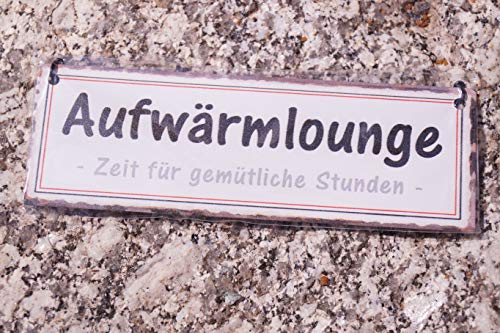 Aufwärmlounge
- Zeit für gemütliche Stunden -